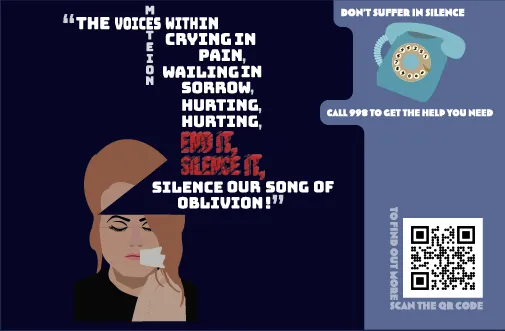 "THE VOICES WITHIN
CRYING IN
PAIN,
WAILING IN
SORROW,
HURTING,
HURTING,
END IT,
SILENCE IT,
SILENCE OUR SONG OF
OBLIVION!"
DON'T SUFFER IN SILENCE
CALL 998 TO GET THE HELP YOU NEED
TO FIND OUT MORE
SCAN THE QR CODE